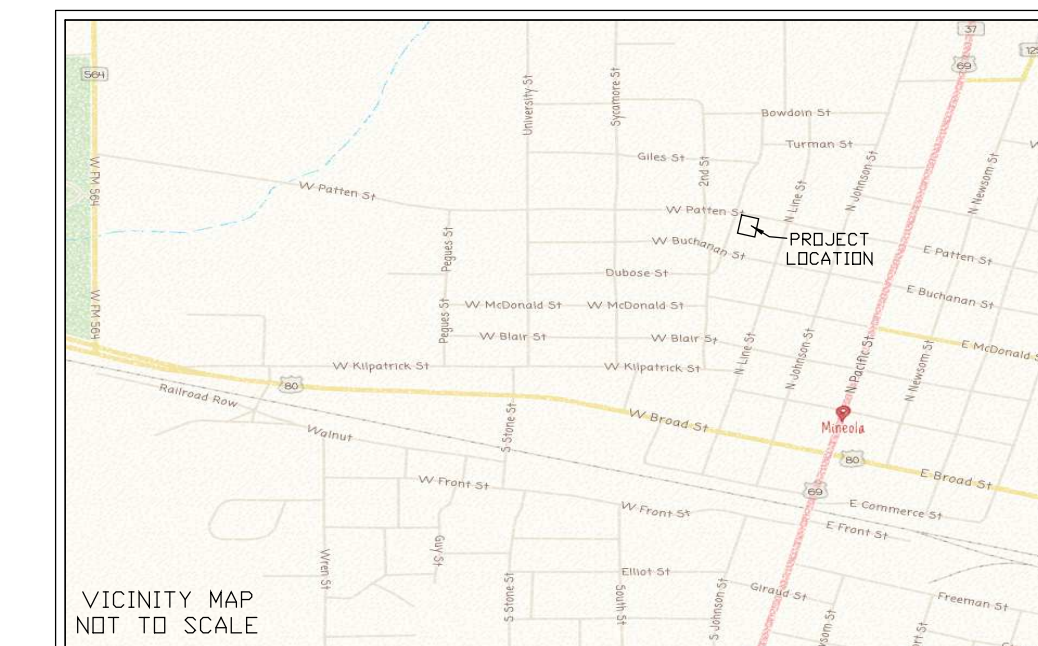 37
69
125
564
University St
Sycamore St
Bowdoin St
Turman St
Giles St
2nd St
N Line St
N Johnson St
N Newsom St
W FM 564
W Patten St
W Patten St
PROJECT
LOCATION
Pegues St
W Buchanan St
E Patten St
Dubose St
E Buchanan St
W FM 564
Pegues St
W McDonald St
W McDonald St
W Blair St
W Blair St
N Line St
N Johnson St
N Pacific St
N Newsom St
E McDonald S
W Kilpatrick St
W Kilpatrick St
80
Railroad Row
Walnut
S Stone St
W Broad St
Mineola
80
E Broad St
W Front St
69
W Front St
E Commerce St
E Front St
Wren St
Guy St
Elliot St
S Stone St
South St
S Johnson St
Giraud St
Freeman St
VICINITY MAP
NOT TO SCALE